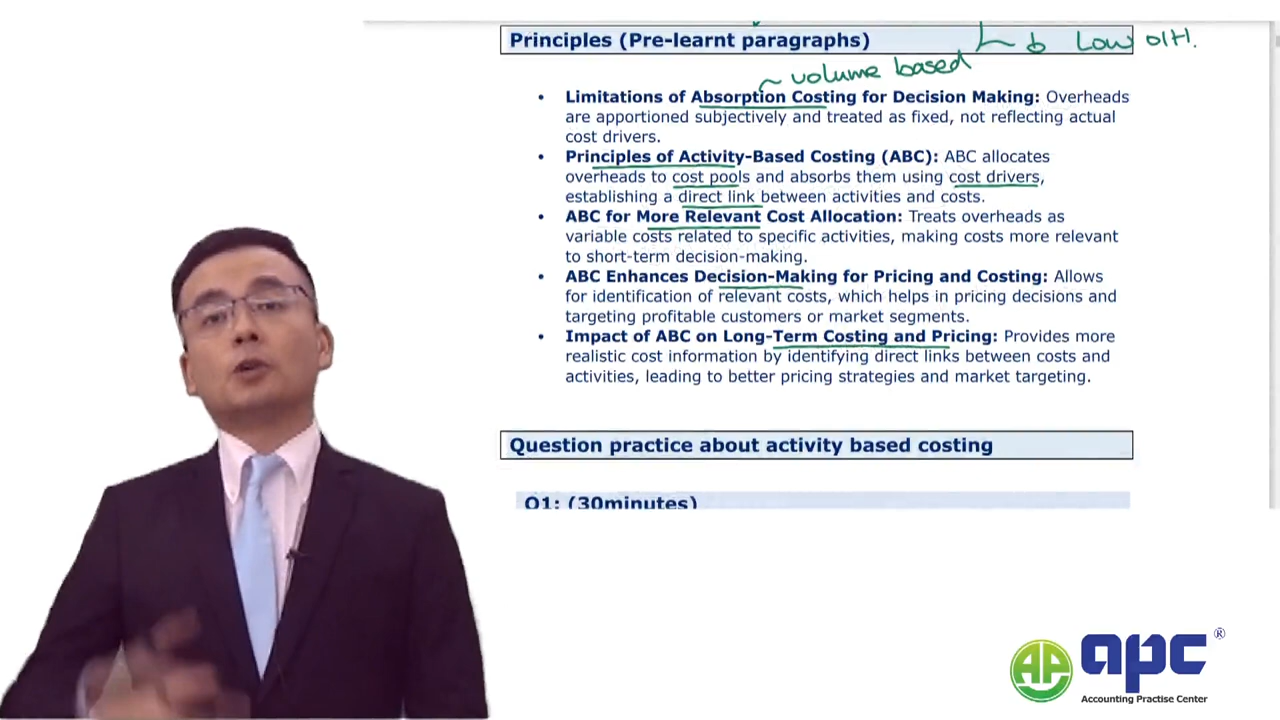 Principles (Pre-learnt paragraphs)
b Low O/H.
~ volume based
• Limitations of Absorption Costing for Decision Making: Overheads
are apportioned subjectively and treated as fixed, not reflecting actual
cost drivers.
• Principles of Activity-Based Costing (ABC): ABC allocates
overheads to cost pools and absorbs them using cost drivers,
establishing a direct link between activities and costs.
• ABC for More Relevant Cost Allocation: Treats overheads as
variable costs related to specific activities, making costs more relevant
to short-term decision-making.
• ABC Enhances Decision-Making for Pricing and Costing: Allows
for identification of relevant costs, which helps in pricing decisions and
targeting profitable customers or market segments.
• Impact of ABC on Long-Term Costing and Pricing: Provides more
realistic cost information by identifying direct links between costs and
activities, leading to better pricing strategies and market targeting.
Question practice about activity based costing
Q1: (30minutes)
AP
apc®
Accounting Practise Center